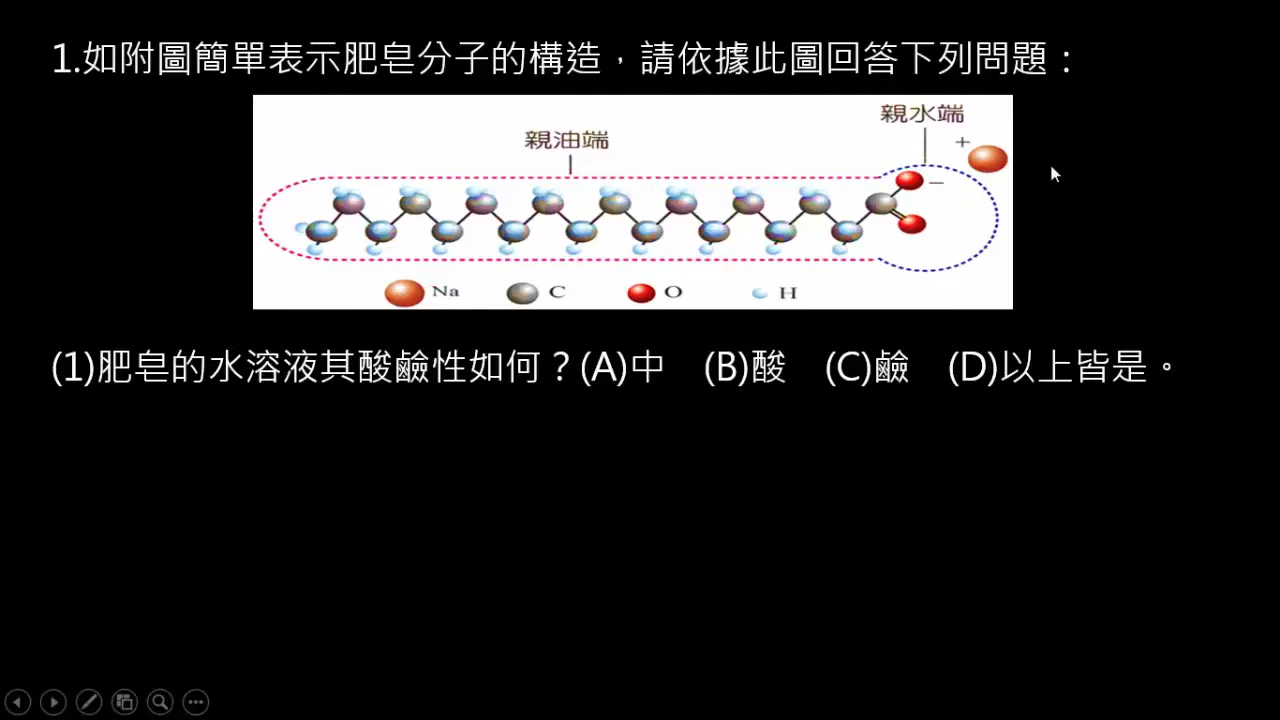 1.如附圖簡單表示肥皂分子的構造，請依據此圖回答下列問題：
親水端
親油端
+
−
Na C O H
(1)肥皂的水溶液其酸鹼性如何？(A)中 (B)酸 (C)鹼 (D)以上皆是。